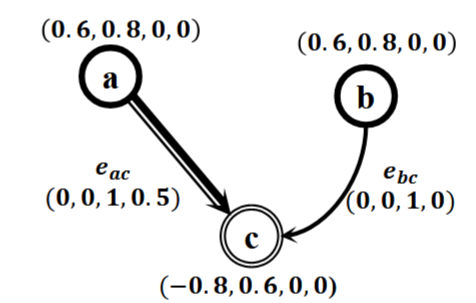 (0.6, 0.8, 0, 0)
(0.6, 0.8, 0, 0)
a
b
e_ac
(0, 0, 1, 0.5)
e_bc
(0, 0, 1, 0)
c
(−0.8, 0.6, 0, 0)